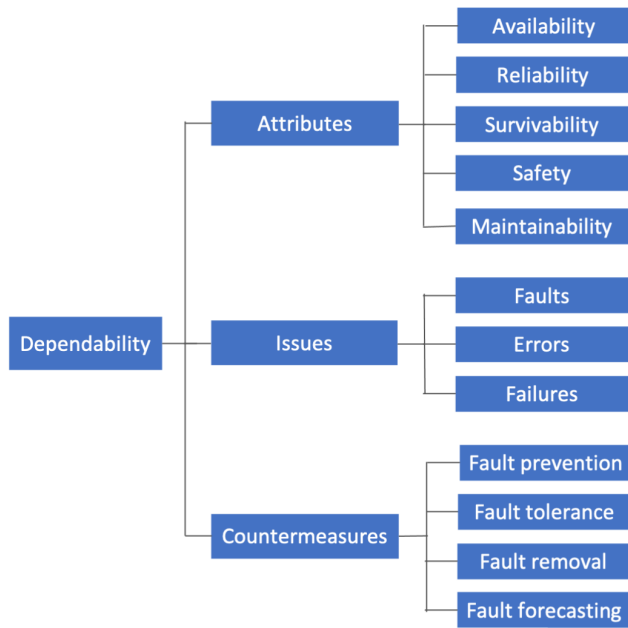 Dependability
Attributes
Availability
Reliability
Survivability
Safety
Maintainability
Issues
Faults
Errors
Failures
Countermeasures
Fault prevention
Fault tolerance
Fault removal
Fault forecasting